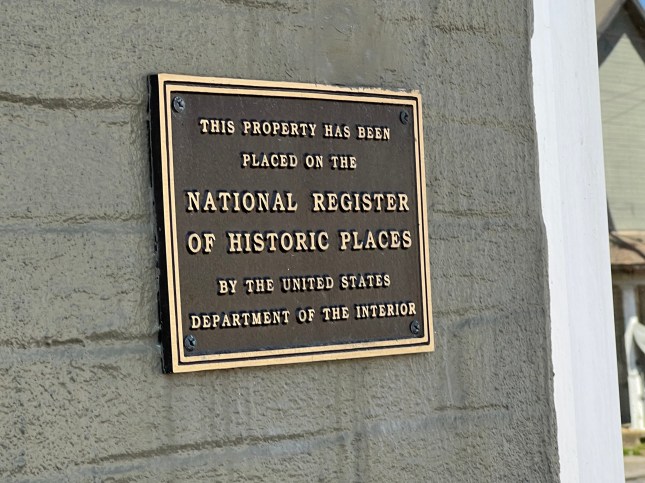 THIS PROPERTY HAS BEEN
PLACED ON THE
NATIONAL REGISTER
OF HISTORIC PLACES
BY THE UNITED STATES
DEPARTMENT OF THE INTERIOR